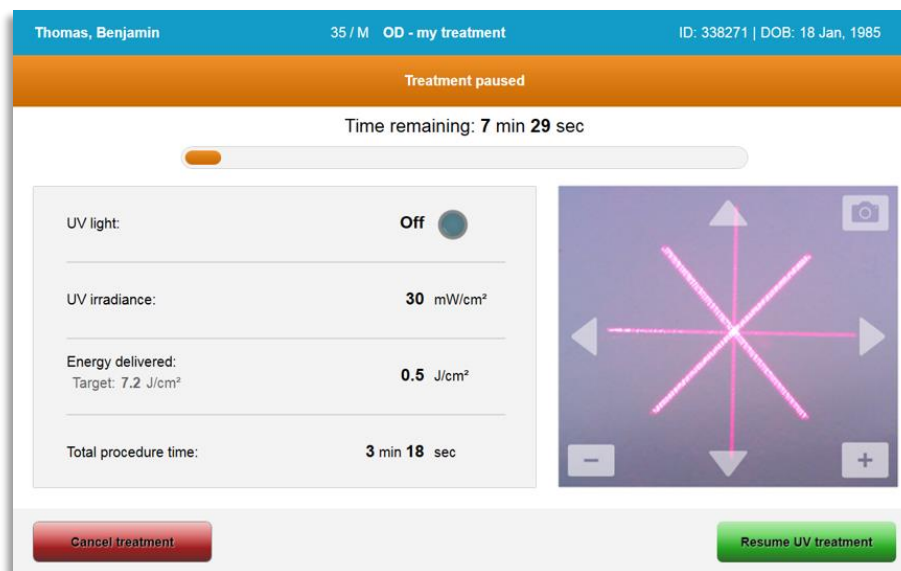 Thomas, Benjamin 35 / M OD - my treatment ID: 338271 | DOB: 18 Jan, 1985
Treatment paused
Time remaining: 7 min 29 sec
UV light: Off
UV irradiance: 30 mW/cm²
Energy delivered:
Target: 7.2 J/cm² 0.5 J/cm²
Total procedure time: 3 min 18 sec
− +
Cancel treatment Resume UV treatment